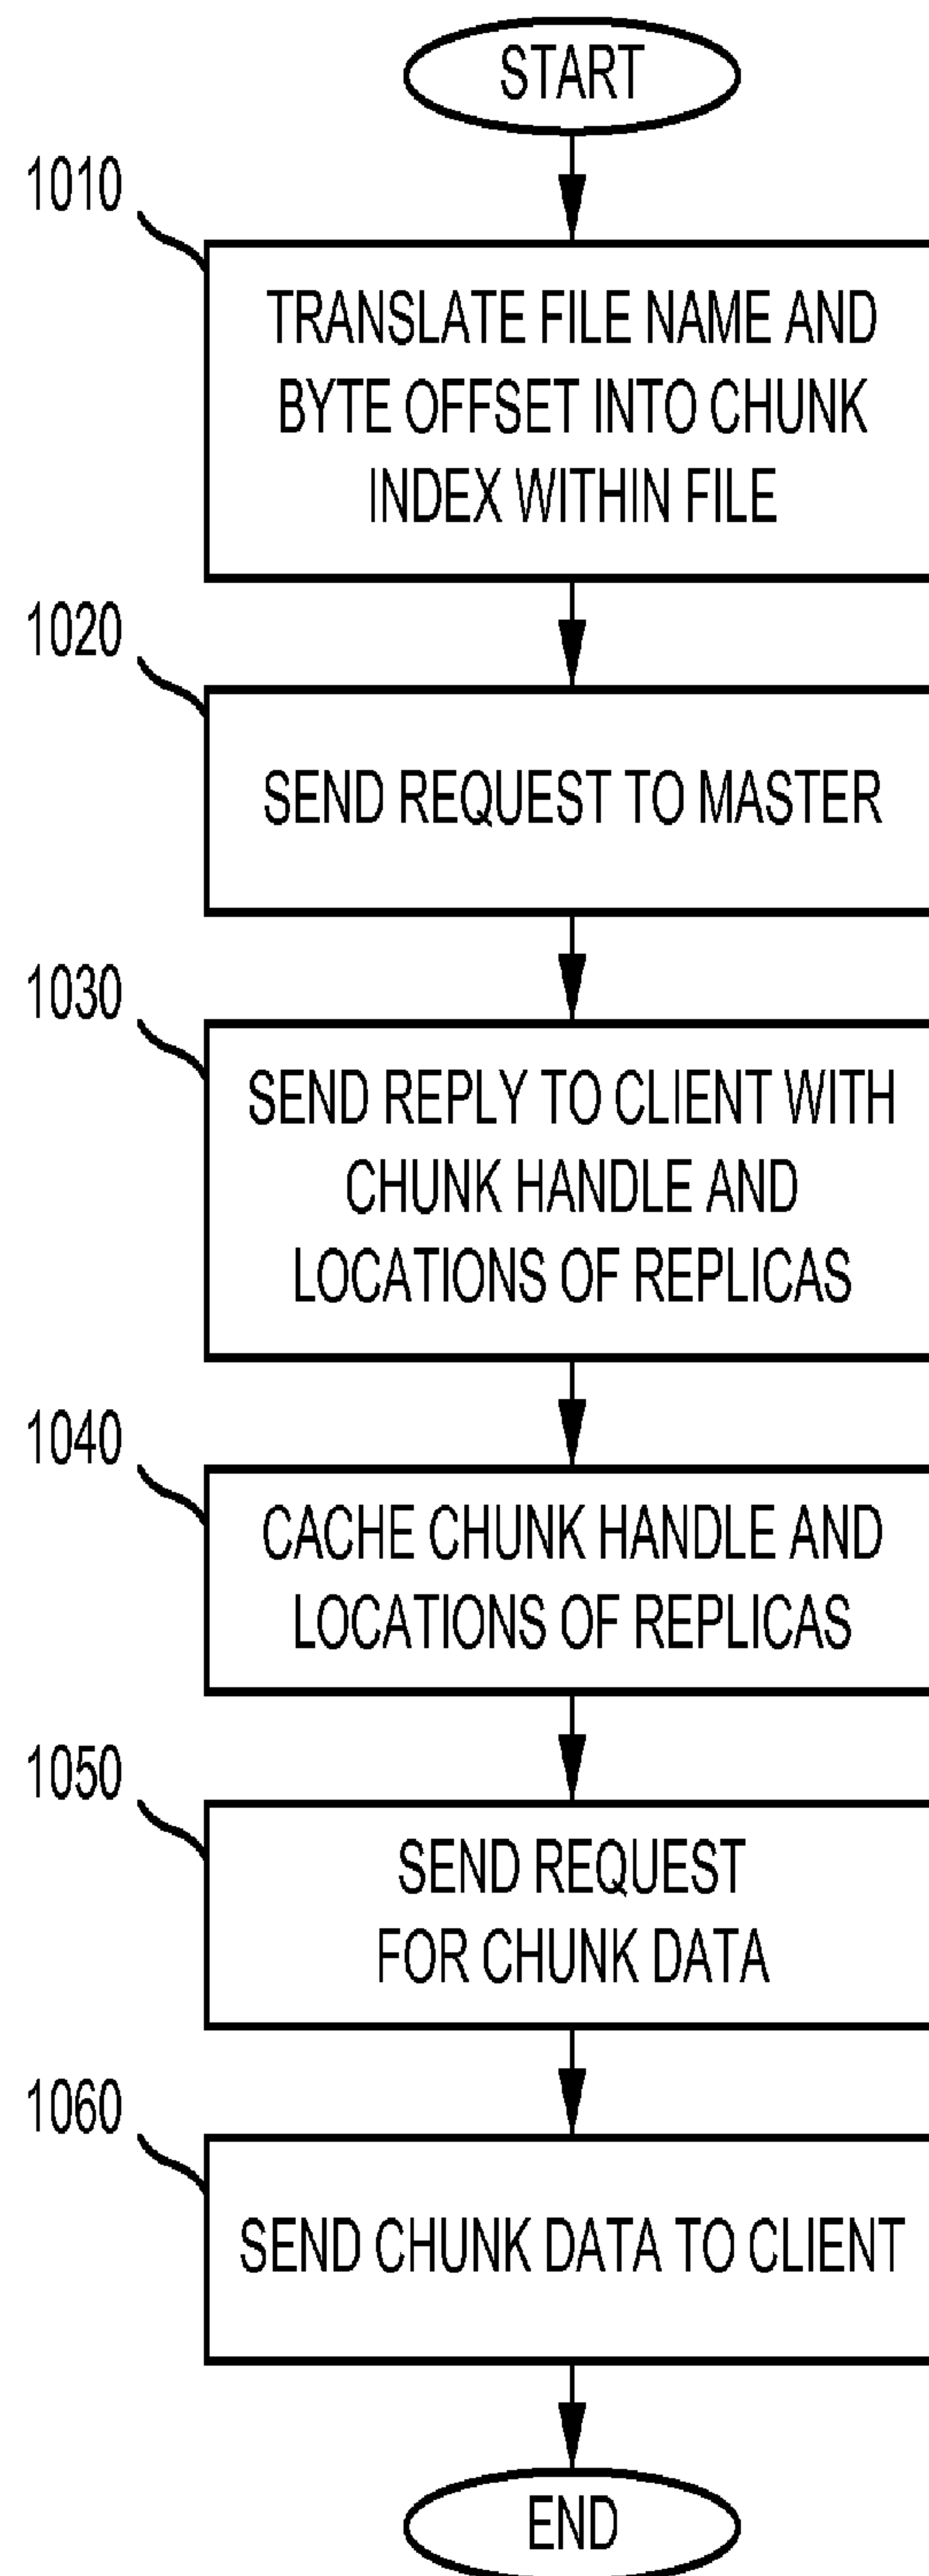 START
1010
TRANSLATE FILE NAME AND
BYTE OFFSET INTO CHUNK
INDEX WITHIN FILE
1020
SEND REQUEST TO MASTER
1030
SEND REPLY TO CLIENT WITH
CHUNK HANDLE AND
LOCATIONS OF REPLICAS
1040
CACHE CHUNK HANDLE AND
LOCATIONS OF REPLICAS
1050
SEND REQUEST
FOR CHUNK DATA
1060
SEND CHUNK DATA TO CLIENT
END